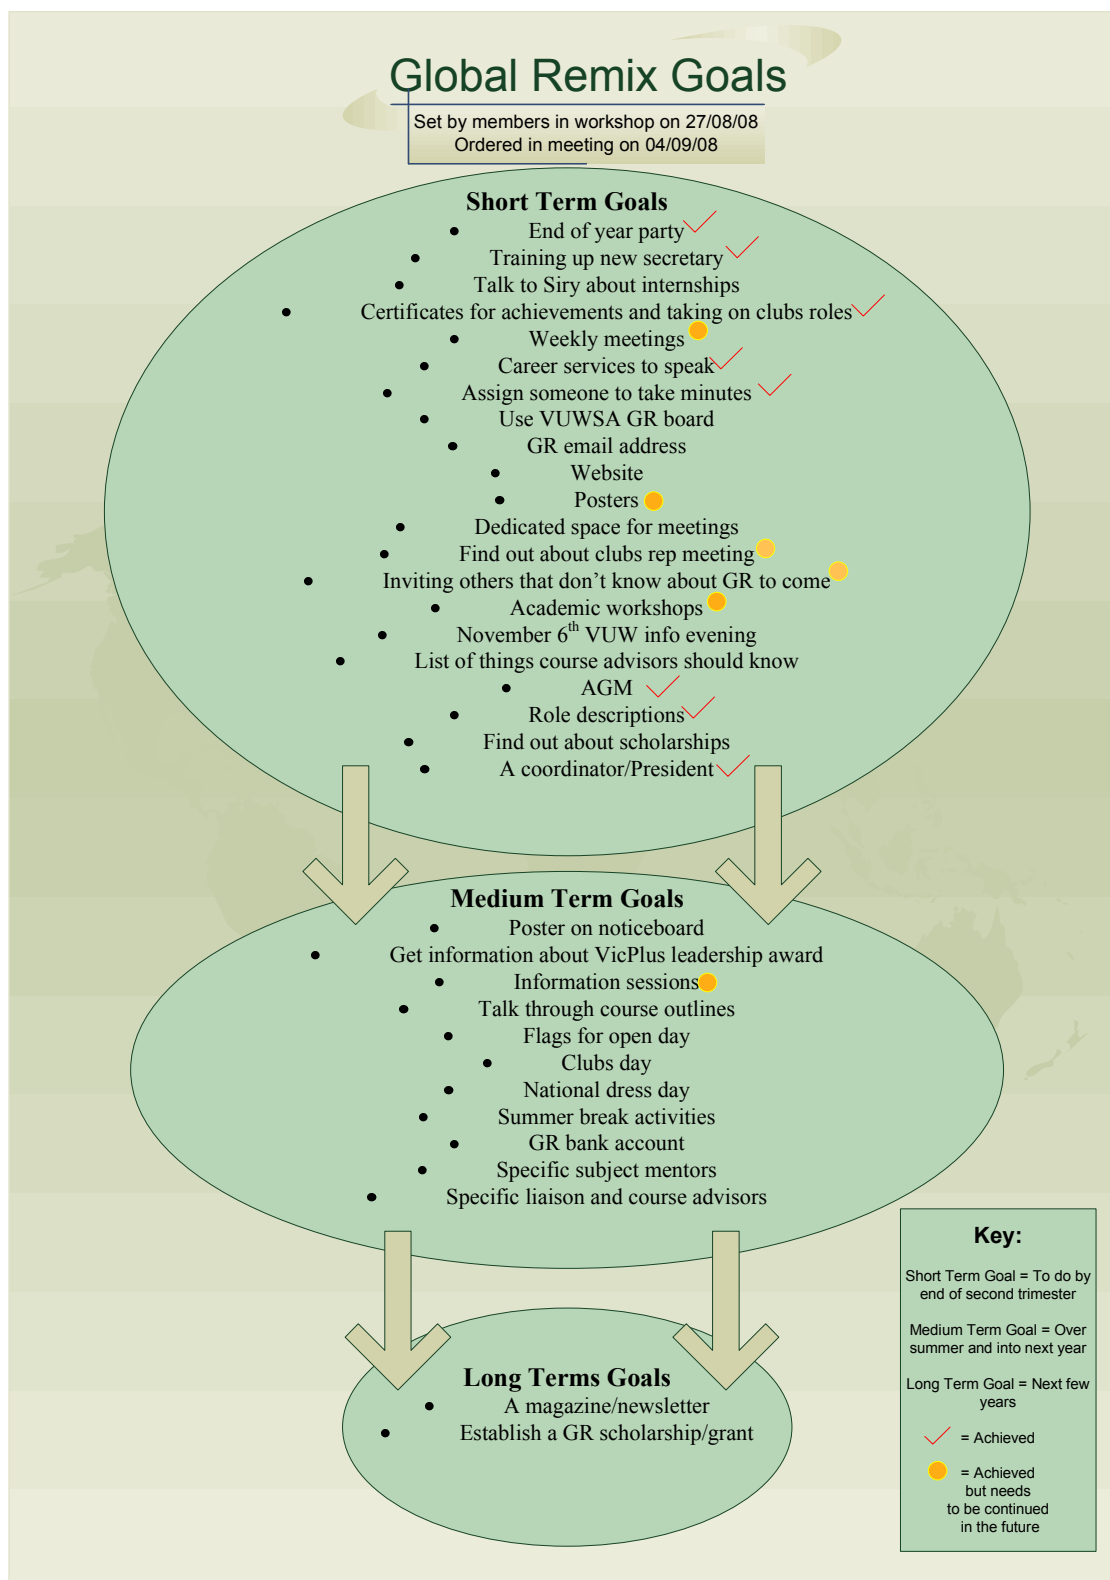 Global Remix Goals
Set by members in workshop on 27/08/08
Ordered in meeting on 04/09/08
Short Term Goals
• End of year party
• Training up new secretary
• Talk to Siry about internships
• Certificates for achievements and taking on clubs roles
• Weekly meetings
• Career services to speak
• Assign someone to take minutes
• Use VUWSA GR board
• GR email address
• Website
• Posters
• Dedicated space for meetings
• Find out about clubs rep meeting
• Inviting others that don’t know about GR to come
• Academic workshops
• November 6th VUW info evening
• List of things course advisors should know
• AGM
• Role descriptions
• Find out about scholarships
• A coordinator/President
Medium Term Goals
• Poster on noticeboard
• Get information about VicPlus leadership award
• Information sessions
• Talk through course outlines
• Flags for open day
• Clubs day
• National dress day
• Summer break activities
• GR bank account
• Specific subject mentors
• Specific liaison and course advisors
Long Terms Goals
• A magazine/newsletter
• Establish a GR scholarship/grant
Key:
Short Term Goal = To do by
end of second trimester
Medium Term Goal = Over
summer and into next year
Long Term Goal = Next few
years
= Achieved
= Achieved
but needs
to be continued
in the future